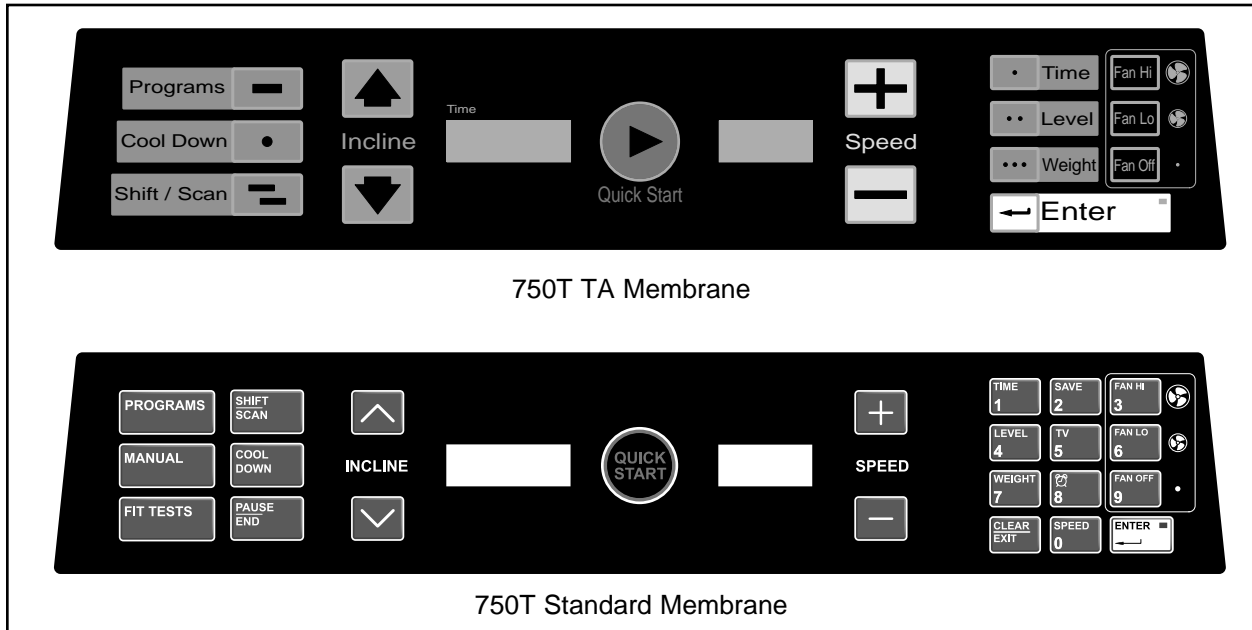 Programs
Cool Down
Shift / Scan
Incline
Time
Quick Start
Speed
Time
Level
Weight
Fan Hi
Fan Lo
Fan Off
Enter
750T TA Membrane
PROGRAMS
MANUAL
FIT TESTS
SHIFT
SCAN
COOL
DOWN
PAUSE
END
INCLINE
QUICK
START
SPEED
TIME
1
SAVE
2
FAN HI
3
LEVEL
4
TV
5
FAN LO
6
WEIGHT
7
8
FAN OFF
9
CLEAR
EXIT
SPEED
0
ENTER
750T Standard Membrane